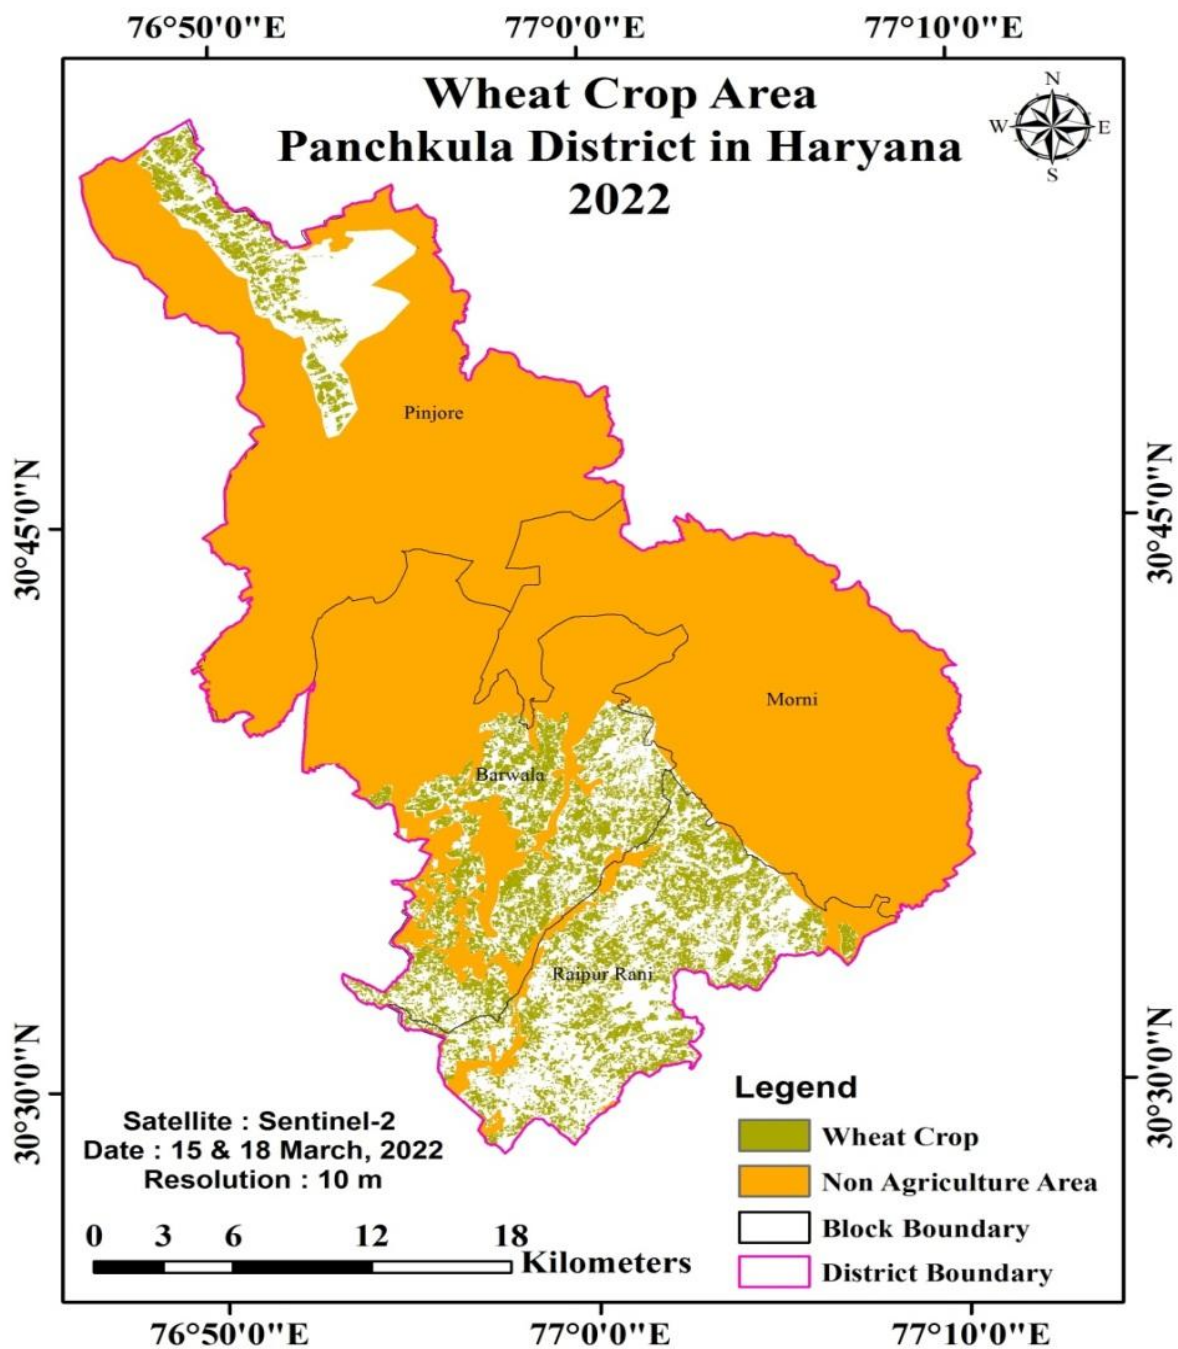 76°50'0"E 77°0'0"E 77°10'0"E
Wheat Crop Area
Panchkula District in Haryana
2022
N
W E
S
Pinjore
30°45'0"N 30°45'0"N
Morni
Barwala
Raipur Rani
30°30'0"N 30°30'0"N
Satellite : Sentinel-2
Date : 15 & 18 March, 2022
Resolution : 10 m
0 3 6 12 18
Kilometers
Legend
Wheat Crop
Non Agriculture Area
Block Boundary
District Boundary
76°50'0"E 77°0'0"E 77°10'0"E